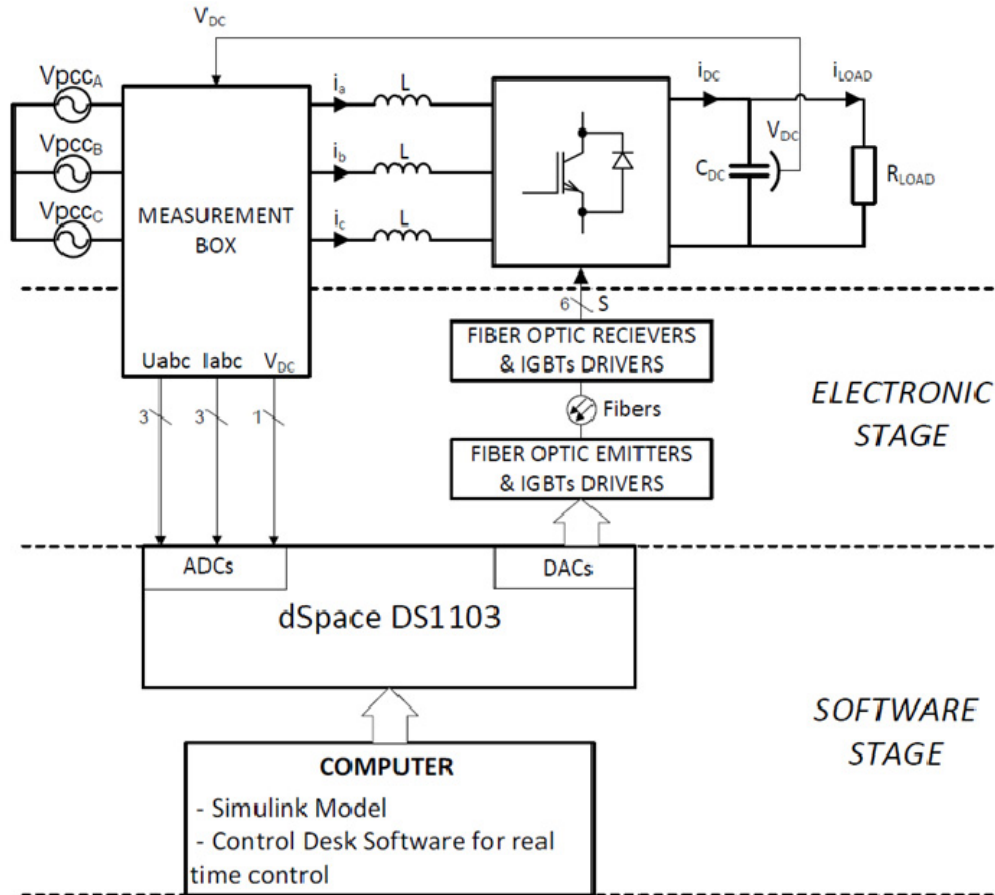 VDC
VpccA
VpccB
VpccC
MEASUREMENT
BOX
ia
L
ib
L
ic
L
iDC
iLOAD
VDC
CDC
RLOAD
6 S
Uabc Iabc VDC
3 3 1
FIBER OPTIC RECIEVERS
& IGBTs DRIVERS
Fibers
FIBER OPTIC EMITTERS
& IGBTs DRIVERS
ELECTRONIC
STAGE
ADCs
DACs
dSpace DS1103
COMPUTER
- Simulink Model
- Control Desk Software for real
time control
SOFTWARE
STAGE